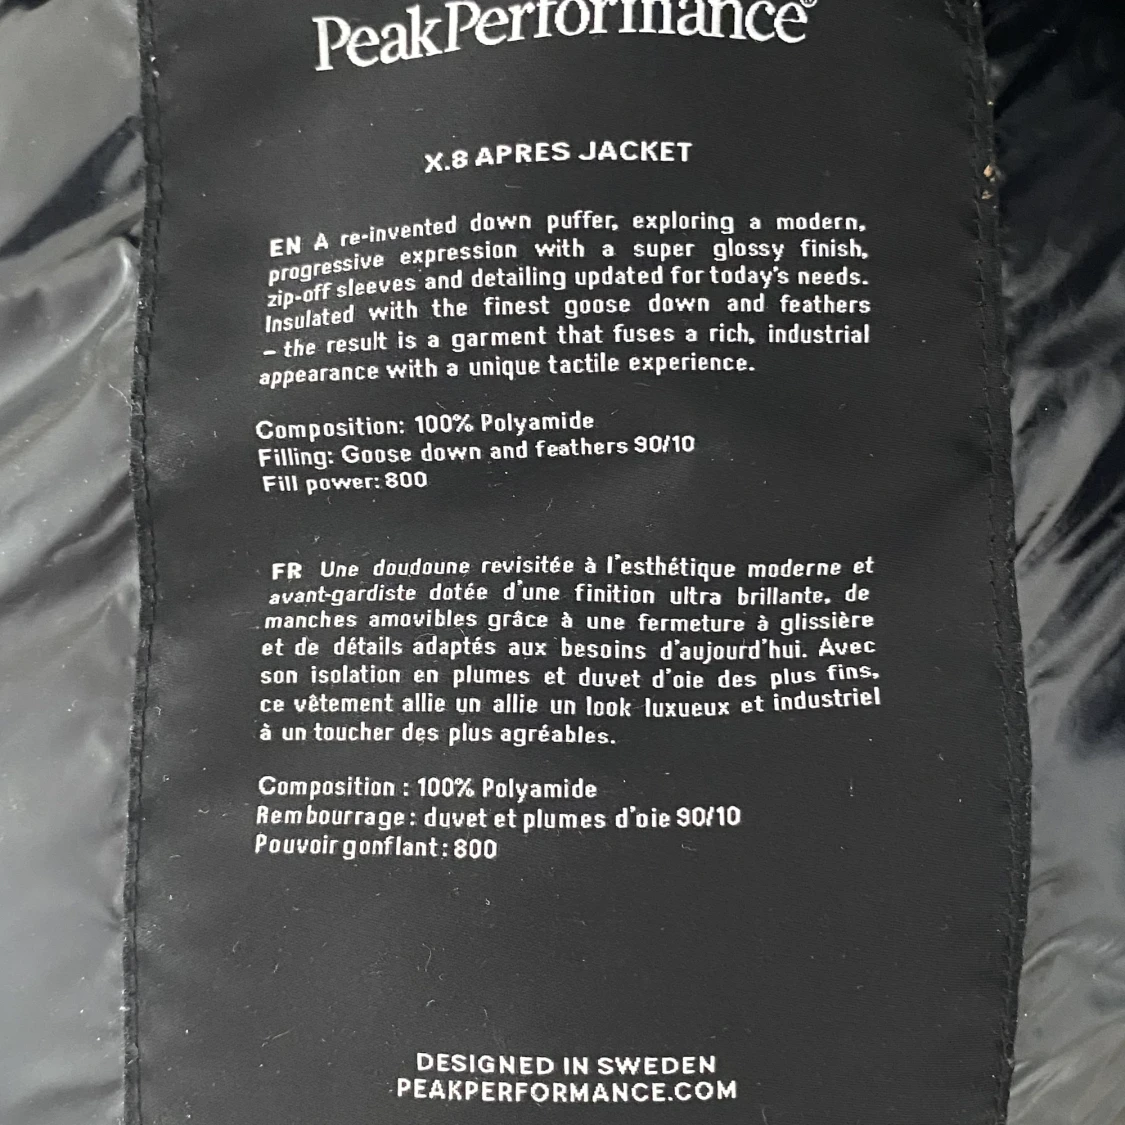 PeakPerformance®
X.8 APRES JACKET
EN A re-invented down puffer, exploring a modern,
progressive expression with a super glossy finish,
zip-off sleeves and detailing updated for today's needs.
Insulated with the finest goose down and feathers
– the result is a garment that fuses a rich, industrial
appearance with a unique tactile experience.
Composition: 100% Polyamide
Filling: Goose down and feathers 90/10
Fill power: 800
FR Une doudoune revisitée à l'esthétique moderne et
avant-gardiste dotée d'une finition ultra brillante, de
manches amovibles grâce à une fermeture à glissière
et de détails adaptés aux besoins d'aujourd'hui. Avec
son isolation en plumes et duvet d'oie des plus fins,
ce vêtement allie un allie un look luxueux et industriel
à un toucher des plus agréables.
Composition : 100% Polyamide
Rembourrage : duvet et plumes d'oie 90/10
Pouvoir gonflant : 800
DESIGNED IN SWEDEN
PEAKPERFORMANCE.COM